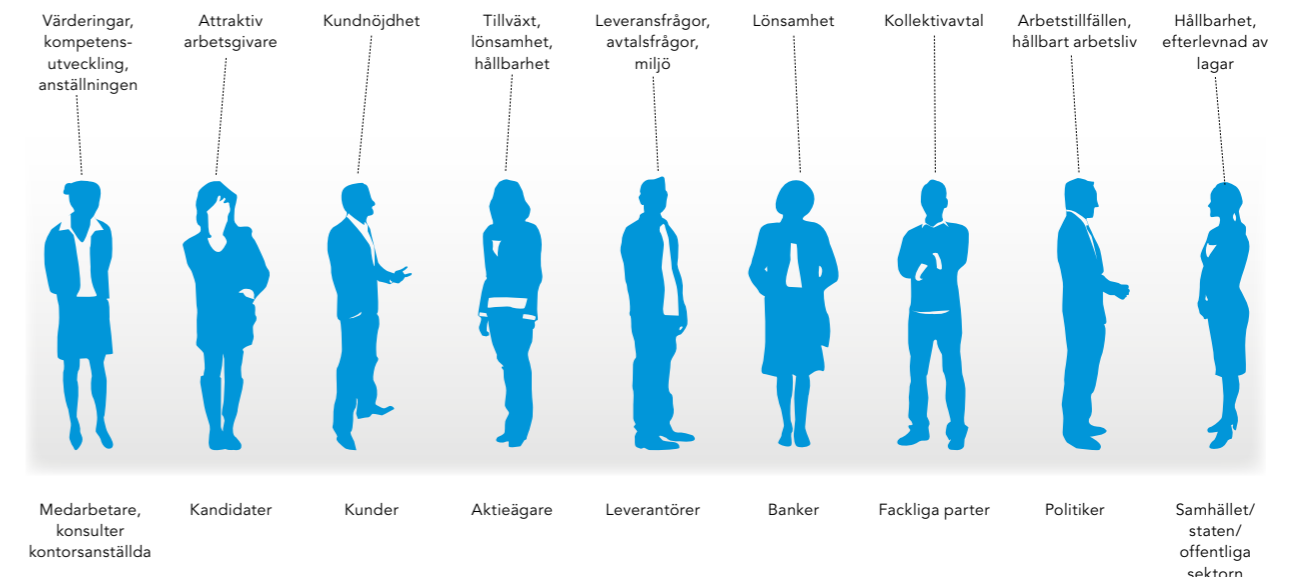 Värderingar,
kompetens-
utveckling,
anställningen
Attraktiv
arbetsgivare
Kundnöjdhet
Tillväxt,
lönsamhet,
hållbarhet
Leveransfrågor,
avtalsfrågor,
miljö
Lönsamhet
Kollektivavtal
Arbetstillfällen,
hållbart arbetsliv
Hållbarhet,
efterlevnad av
lagar
Medarbetare,
konsulter
kontorsanställda
Kandidater
Kunder
Aktieägare
Leverantörer
Banker
Fackliga parter
Politiker
Samhället/
staten/
offentliga
sektorn